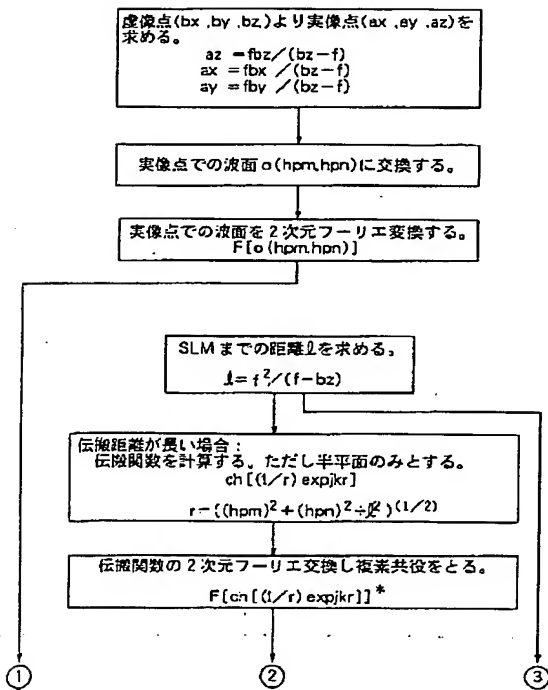 虚像点(bx ,by ,bz)より実像点(ax ,ay ,az)を
求める。
az =fbz/(bz−f)
ax =fbx /(bz−f)
ay =fby /(bz−f)
実像点での波面o(hpm,hpn)に交換する。
実像点での波面を2次元フーリエ変換する。
F[o(hpm,hpn)]
SLMまでの距離ℓを求める。
ℓ=f²/(f−bz)
伝搬距離が長い場合:
伝搬関数を計算する。ただし半平面のみとする。
ch[(1/r) expjkr]
r=((hpm)²+(hpn)²+ℓ²)(1/2)
伝搬関数の2次元フーリエ交換し複素共役をとる。
F[ch[(1/r) expjkr]]*
① ② ③